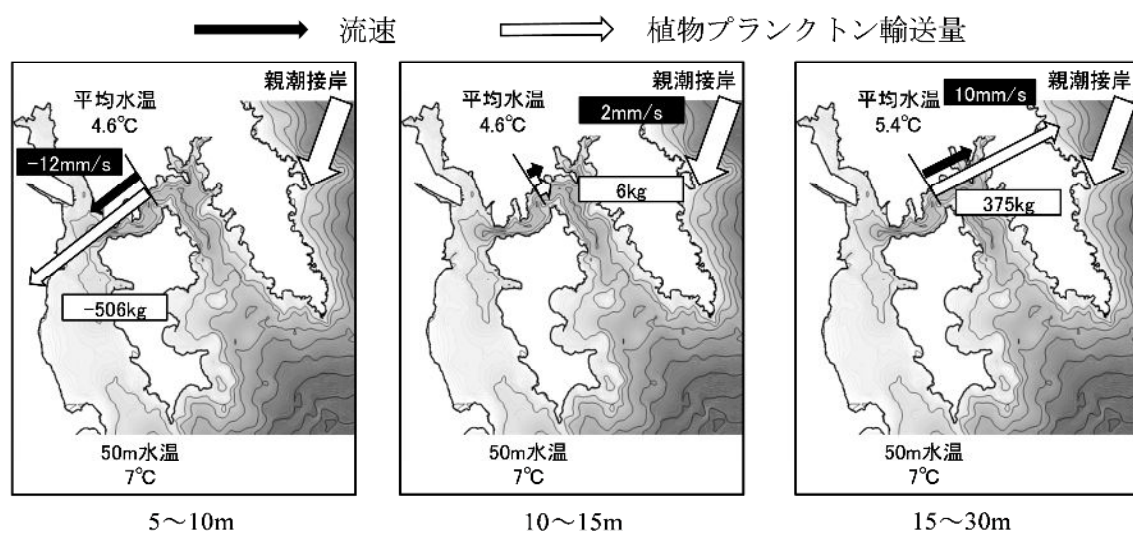 流速
植物プランクトン輸送量
親潮接岸
平均水温
4.6℃
-12mm/s
-506kg
50m水温
7℃
5～10m
親潮接岸
平均水温
4.6℃
2mm/s
6kg
50m水温
7℃
10～15m
親潮接岸
平均水温
5.4℃
10mm/s
375kg
50m水温
7℃
15～30m